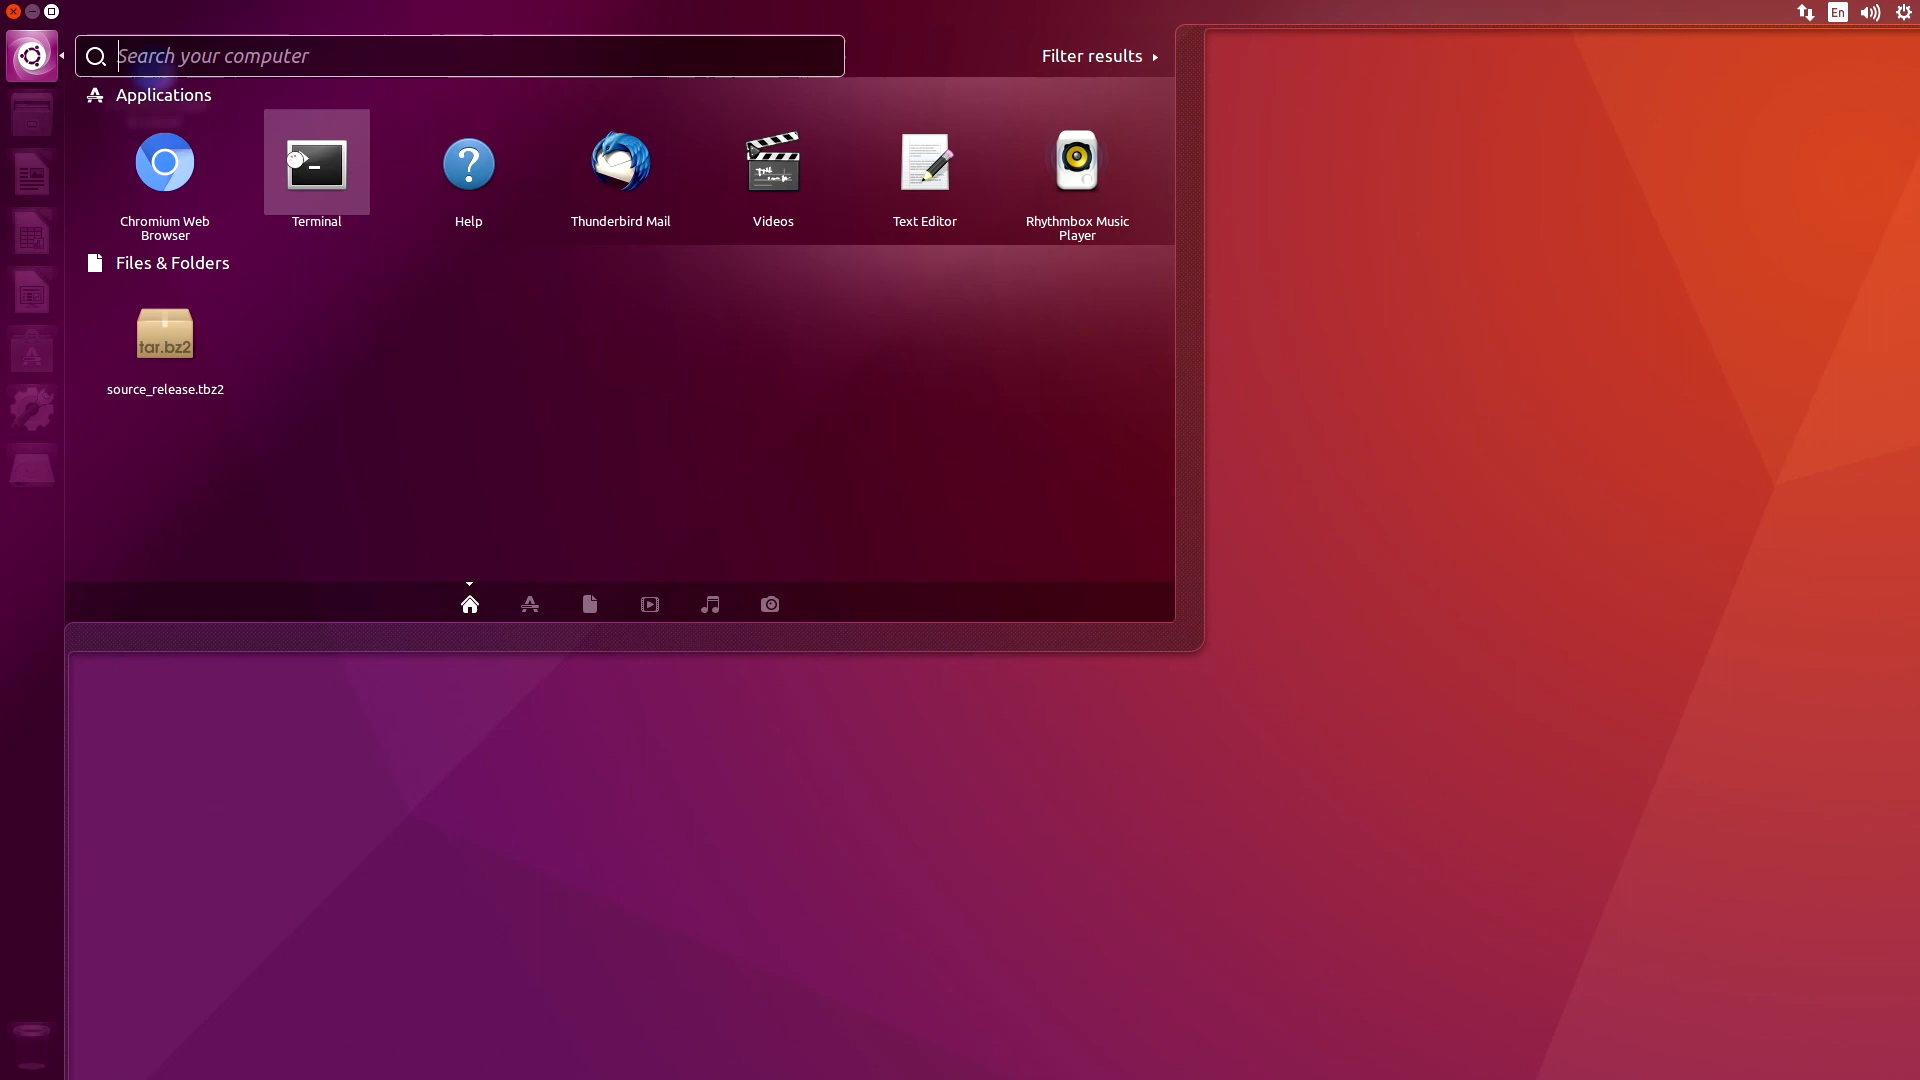 En
Search your computer
Filter results
Applications
Chromium Web
Browser
Terminal
Help
Thunderbird Mail
Videos
Text Editor
Rhythmbox Music
Player
Files & Folders
tar.bz2
source_release.tbz2